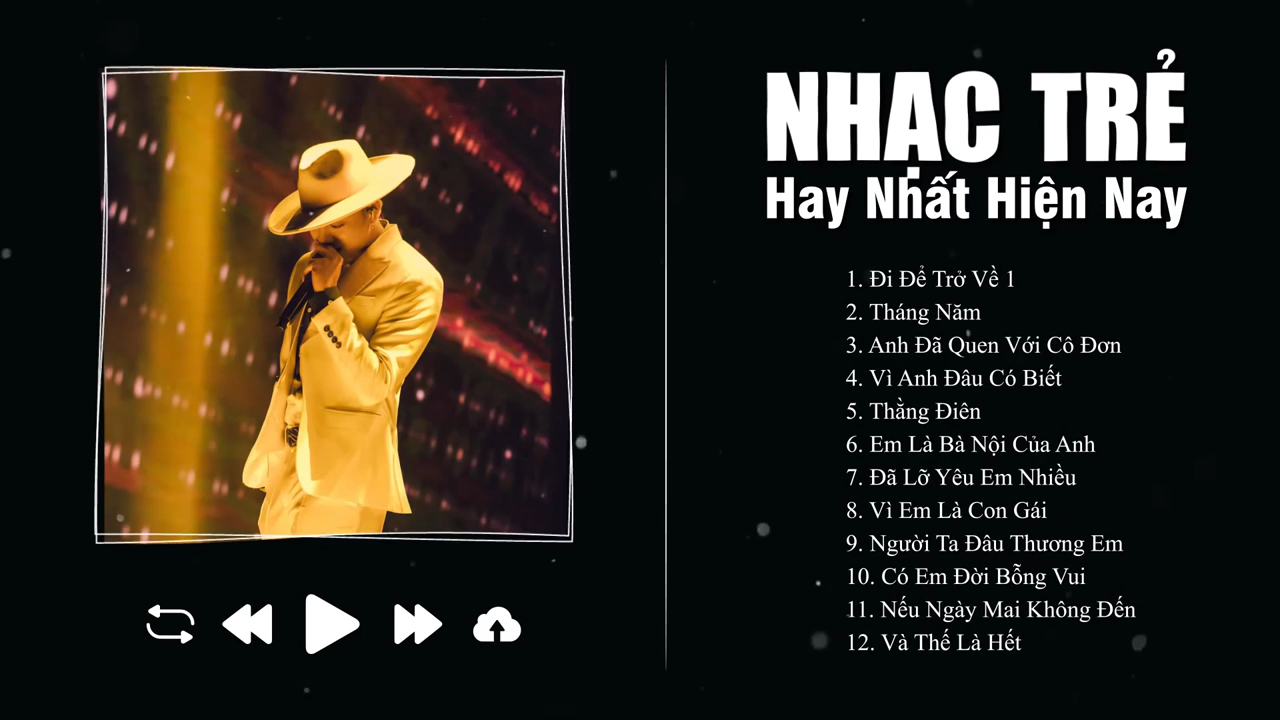 NHẠC TRẺ
Hay Nhất Hiện Nay
1. Đi Để Trở Về 1
2. Tháng Năm
3. Anh Đã Quen Với Cô Đơn
4. Vì Anh Đâu Có Biết
5. Thằng Điên
6. Em Là Bà Nội Của Anh
7. Đã Lỡ Yêu Em Nhiều
8. Vì Em Là Con Gái
9. Người Ta Đâu Thương Em
10. Có Em Đời Bỗng Vui
11. Nếu Ngày Mai Không Đến
12. Và Thế Là Hết